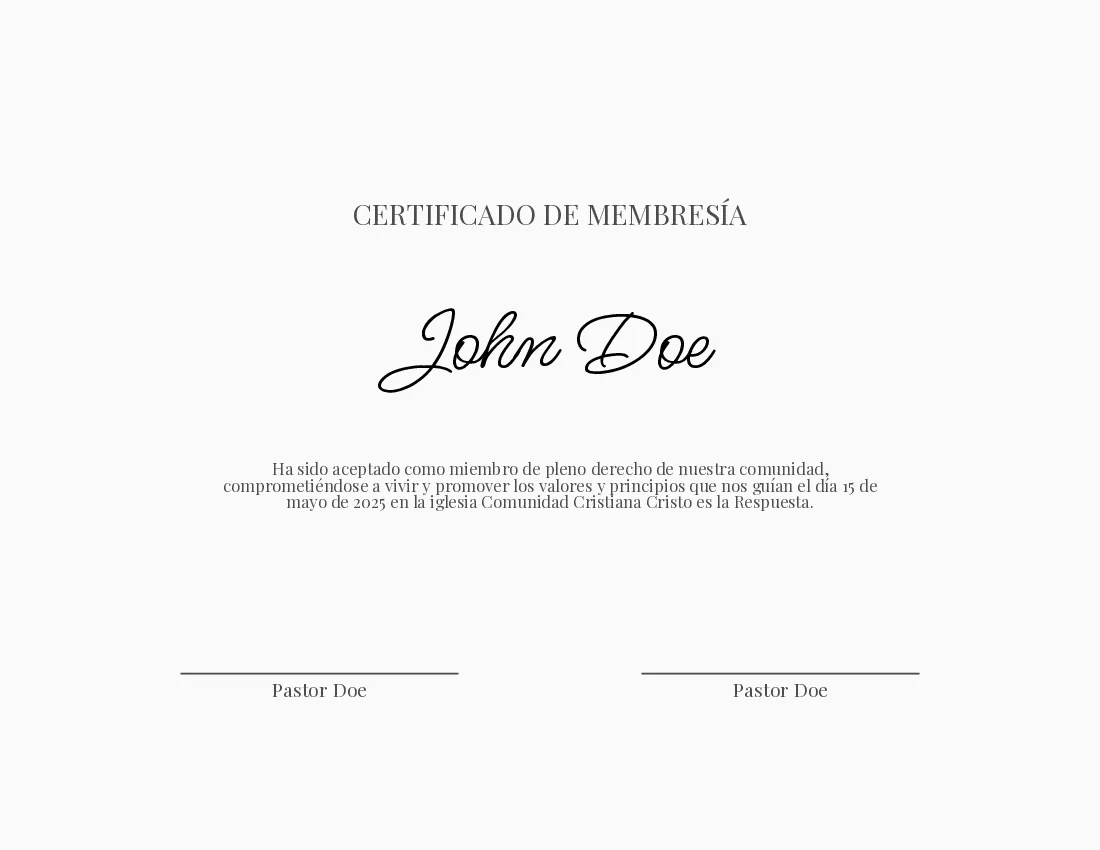 CERTIFICADO DE MEMBRESÍA
John Doe
Ha sido aceptado como miembro de pleno derecho de nuestra comunidad,
comprometiéndose a vivir y promover los valores y principios que nos guían el día 15 de
mayo de 2025 en la iglesia Comunidad Cristiana Cristo es la Respuesta.
Pastor Doe
Pastor Doe